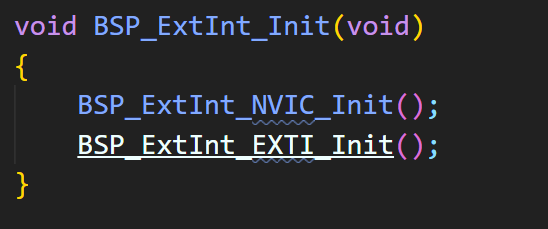 void BSP_ExtInt_Init(void)
{
BSP_ExtInt_NVIC_Init();
BSP_ExtInt_EXTI_Init();
}